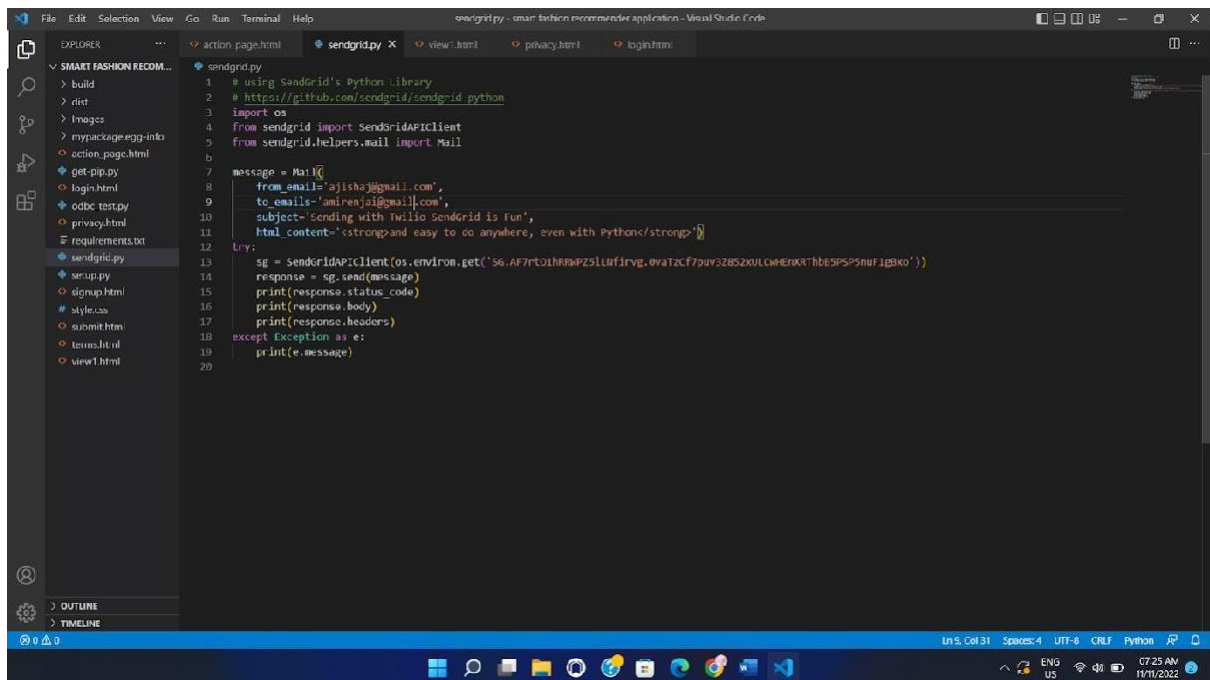 File Edit Selection View Go Run Terminal Help
sendgrid.py - smart fashion recommender application - Visual Studio Code
EXPLORER
SMART FASHION RECOM...
build
dist
Images
mypackage.egg-info
action_page.html
get-pip.py
login.html
odbc test.py
privacy.html
requirements.txt
sendgrid.py
setup.py
signup.html
style.css
submit.html
terms.html
view1.html
OUTLINE
TIMELINE
action page.html
sendgrid.py
view1.html
privacy.html
login.html
sendgrid.py
1 # using SendGrid's Python Library
2 # https://github.com/sendgrid/sendgrid-python
3 import os
4 from sendgrid import SendGridAPIClient
5 from sendgrid.helpers.mail import Mail
6
7 message = Mail(
8 from_email='ajishaj@gmail.com',
9 to_emails='amirenjai@gmail.com',
10 subject='Sending with Twilio SendGrid is Fun',
11 html_content='<strong>and easy to do anywhere, even with Python</strong>')
12 try:
13 sg = SendGridAPIClient(os.environ.get(' '))
14 response = sg.send(message)
15 print(response.status_code)
16 print(response.body)
17 print(response.headers)
18 except Exception as e:
19 print(e.message)
20
0 0
Ln 9, Col 31 Spaces: 4 UTF-8 CRLF Python
ENG
US
07:25 AM
11/11/2022
2